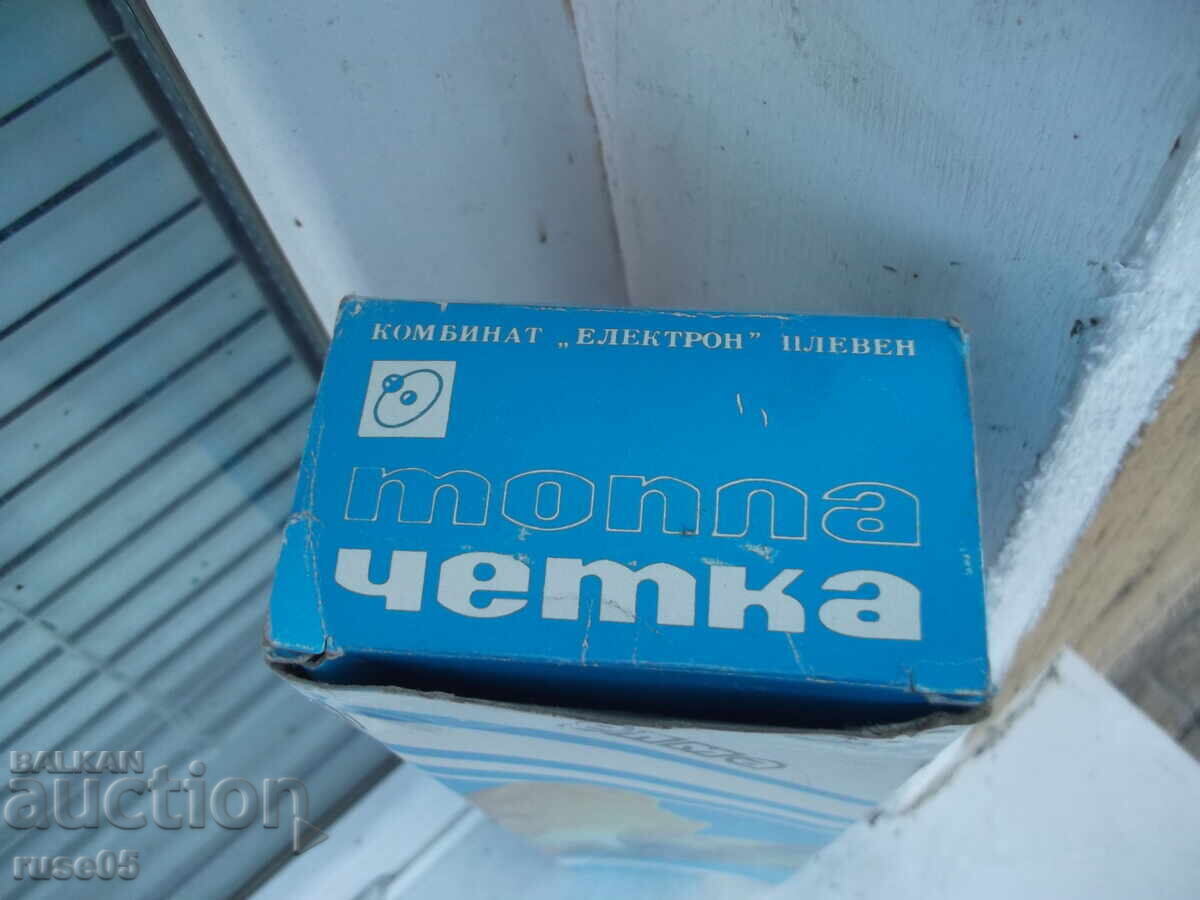 КОМБИНАТ „ЕЛЕКТРОН” ПЛЕВЕН
топла
четка
BALKAN
auction
ruse05